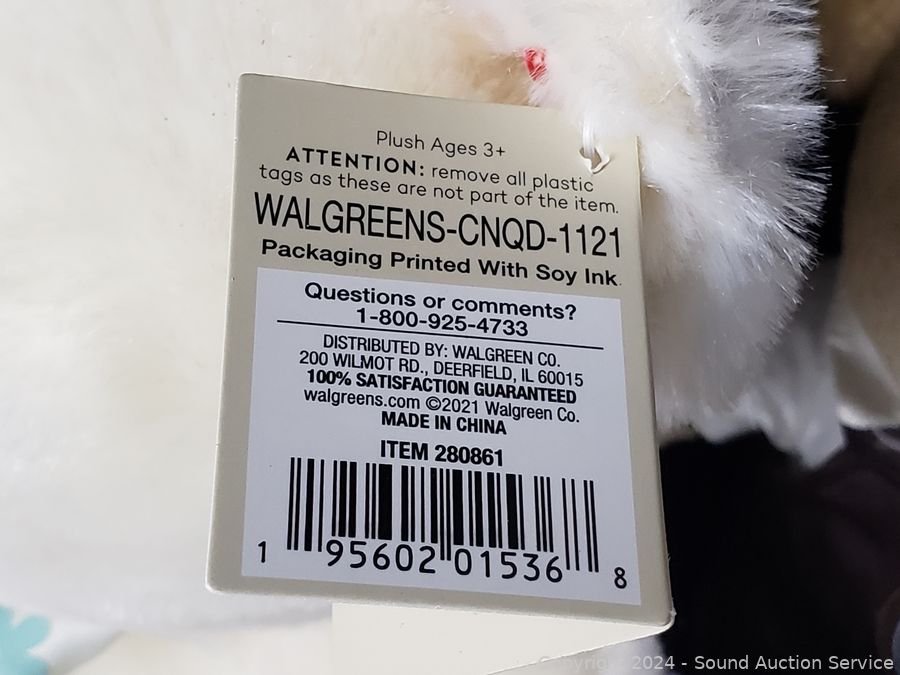 Plush Ages 3+
ATTENTION: remove all plastic
tags as these are not part of the item.
WALGREENS-CNQD-1121
Packaging Printed With Soy Ink.
Questions or comments?
1-800-925-4733
DISTRIBUTED BY: WALGREEN CO.
200 WILMOT RD., DEERFIELD, IL 60015
100% SATISFACTION GUARANTEED
walgreens.com ©2021 Walgreen Co.
MADE IN CHINA
ITEM 280861
1 95602 01536 8
Copyright 2024 - Sound Auction Service